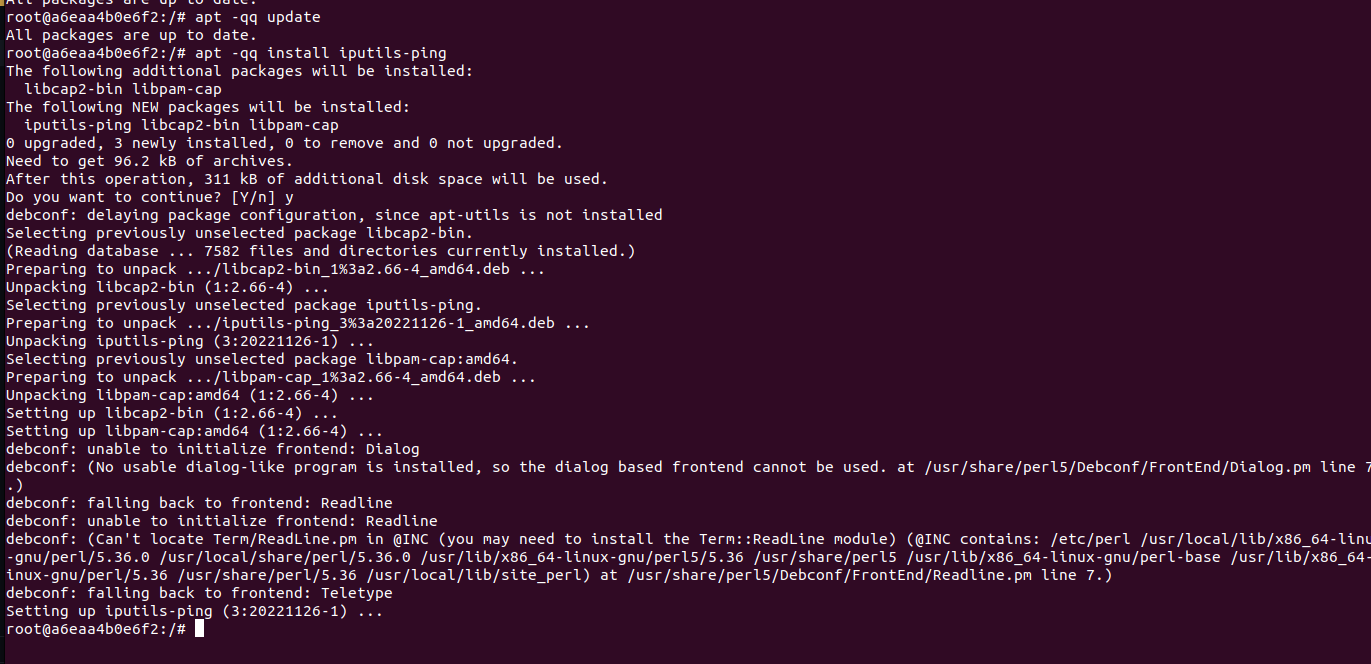 All packages are up to date.
root@a6eaa4b0e6f2:/# apt -qq update
All packages are up to date.
root@a6eaa4b0e6f2:/# apt -qq install iputils-ping
The following additional packages will be installed:
  libcap2-bin libpam-cap
The following NEW packages will be installed:
  iputils-ping libcap2-bin libpam-cap
0 upgraded, 3 newly installed, 0 to remove and 0 not upgraded.
Need to get 96.2 kB of archives.
After this operation, 311 kB of additional disk space will be used.
Do you want to continue? [Y/n] y
debconf: delaying package configuration, since apt-utils is not installed
Selecting previously unselected package libcap2-bin.
(Reading database ... 7582 files and directories currently installed.)
Preparing to unpack .../libcap2-bin_1%3a2.66-4_amd64.deb ...
Unpacking libcap2-bin (1:2.66-4) ...
Selecting previously unselected package iputils-ping.
Preparing to unpack .../iputils-ping_3%3a20221126-1_amd64.deb ...
Unpacking iputils-ping (3:20221126-1) ...
Selecting previously unselected package libpam-cap:amd64.
Preparing to unpack .../libpam-cap_1%3a2.66-4_amd64.deb ...
Unpacking libpam-cap:amd64 (1:2.66-4) ...
Setting up libcap2-bin (1:2.66-4) ...
Setting up libpam-cap:amd64 (1:2.66-4) ...
debconf: unable to initialize frontend: Dialog
debconf: (No usable dialog-like program is installed, so the dialog based frontend cannot be used. at /usr/share/perl5/Debconf/FrontEnd/Dialog.pm line 7
.)
debconf: falling back to frontend: Readline
debconf: unable to initialize frontend: Readline
debconf: (Can't locate Term/ReadLine.pm in @INC (you may need to install the Term::ReadLine module) (@INC contains: /etc/perl /usr/local/lib/x86_64-linu
-gnu/perl/5.36.0 /usr/local/share/perl/5.36.0 /usr/lib/x86_64-linux-gnu/perl5/5.36 /usr/share/perl5 /usr/lib/x86_64-linux-gnu/perl-base /usr/lib/x86_64-
inux-gnu/perl/5.36 /usr/share/perl/5.36 /usr/local/lib/site_perl) at /usr/share/perl5/Debconf/FrontEnd/Readline.pm line 7.)
debconf: falling back to frontend: Teletype
Setting up iputils-ping (3:20221126-1) ...
root@a6eaa4b0e6f2:/#